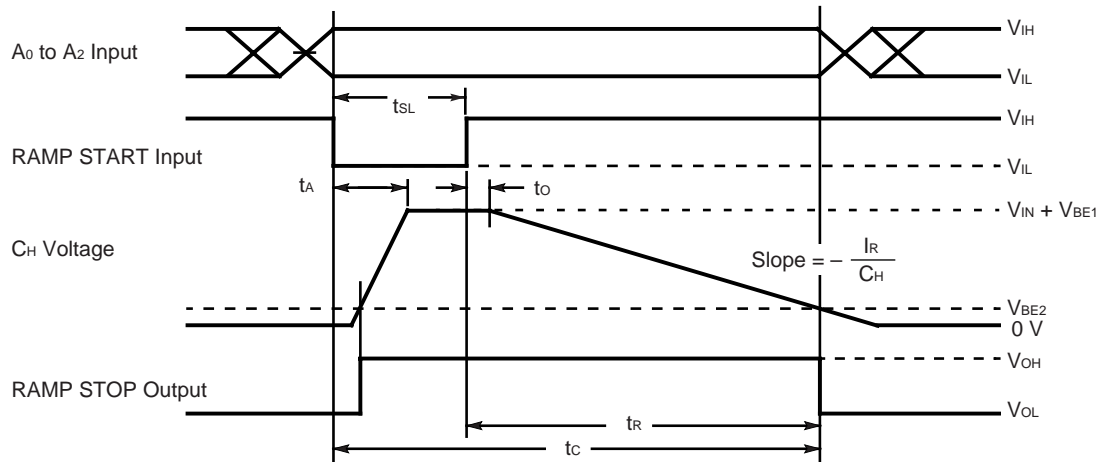 A0 to A2 Input
VIH
VIL
tSL
RAMP START Input
VIH
VIL
tA
tO
CH Voltage
VIN + VBE1
Slope = – IR
CH
VBE2
0 V
RAMP STOP Output
VOH
VOL
tR
tC